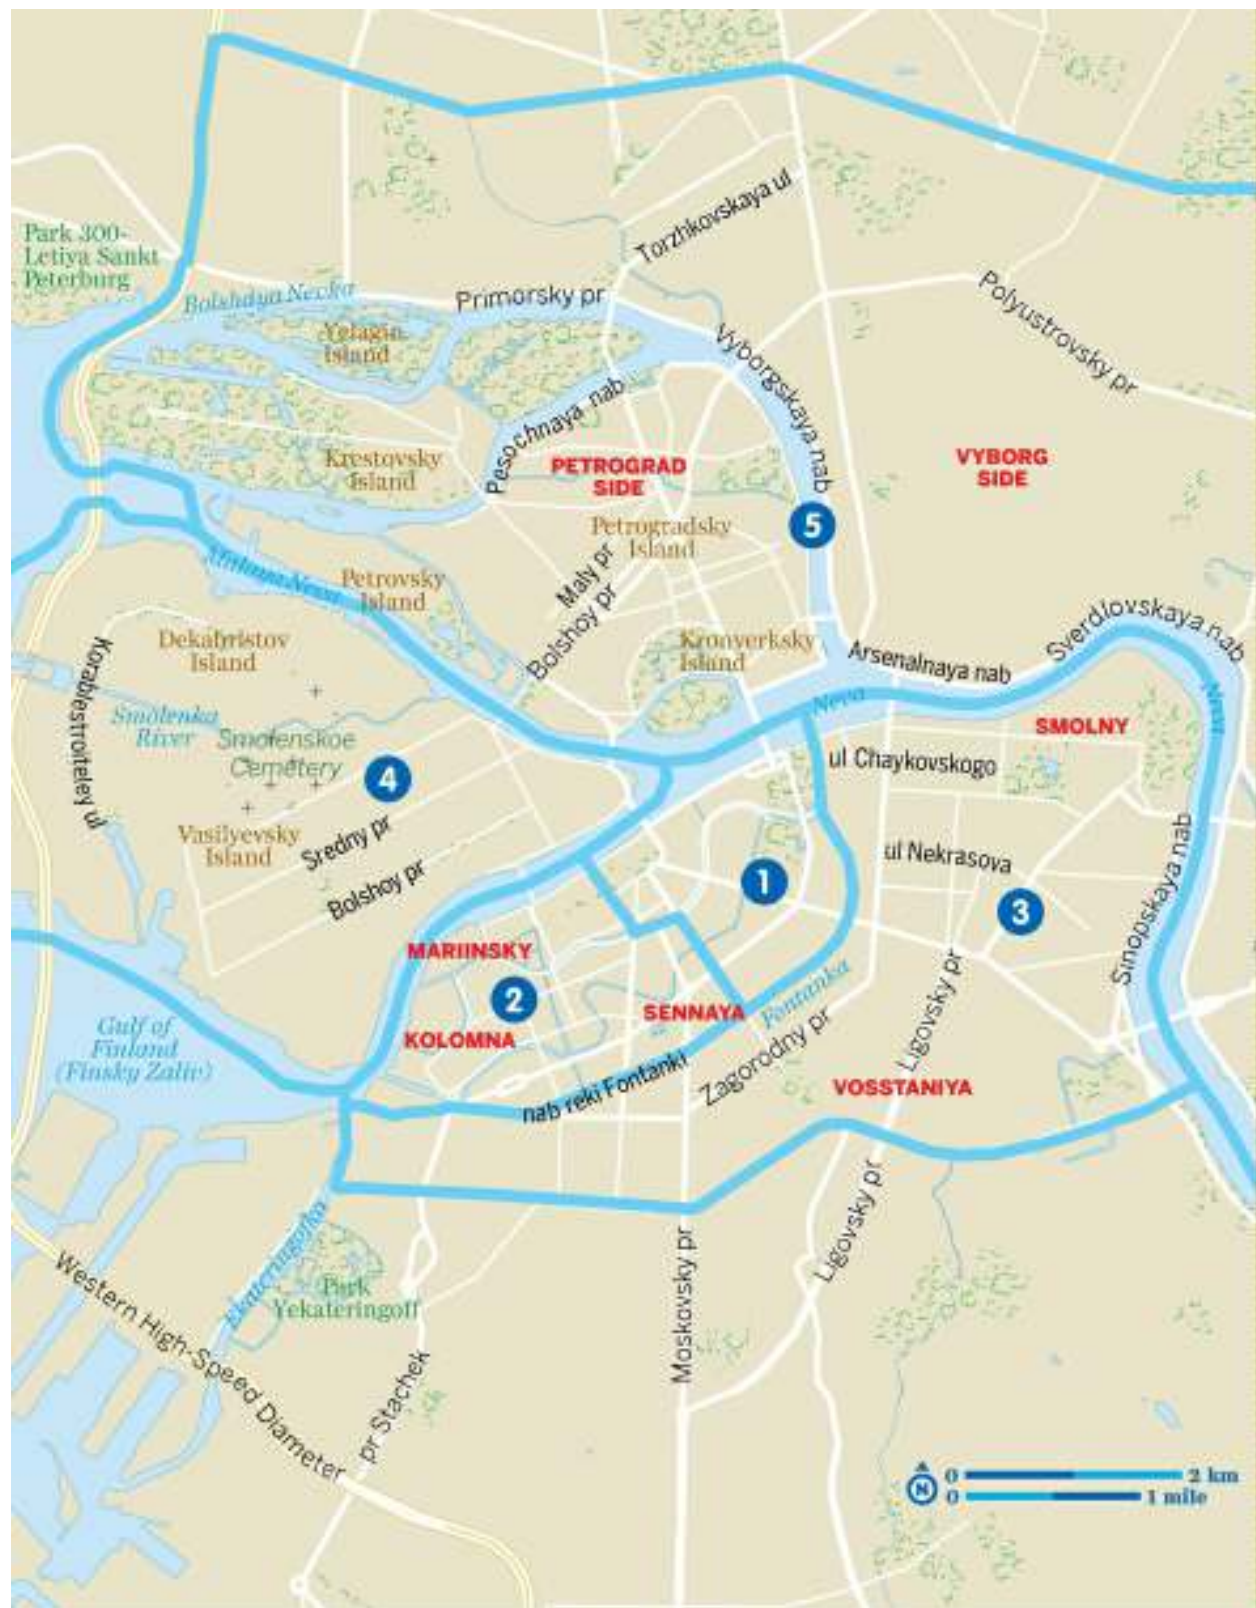 Torzhkovskaya ul
Park 300-
Letiya Sankt
Peterburg
Bolshaya Nevka
Primorsky pr
Polyustrovsky pr
Yelagin
Island
Vyborgskaya nab
Pesochnaya nab
Krestovsky
Island
PETROGRAD
SIDE
VYBORG
SIDE
5
Petrogradsky
Island
Malaya Neva
Petrovsky
Island
Maly pr
Bolshoy pr
Dekabristov
Island
Kronverksky
Island
Arsenalnaya nab
Sverdlovskaya nab
Korablestroiteley ul
Smolenka
River
Smolenskoe
Cemetery
Neva
Neva
SMOLNY
4
ul Chaykovskogo
Vasilyevsky
Island
Sredny pr
Bolshoy pr
1
ul Nekrasova
3
Sinopskaya nab
MARIINSKY
2
KOLOMNA
SENNAYA
Fontanka
Ligovsky pr
Gulf of
Finland
(Finsky Zaliv)
nab reki Fontanki
Zagorodny pr
VOSSTANIYA
Ekateringofka
Park
Yekateringoff
Western High-Speed Diameter
pr Stachek
Moskovsky pr
Ligovsky pr
N
0 2 km
0 1 mile